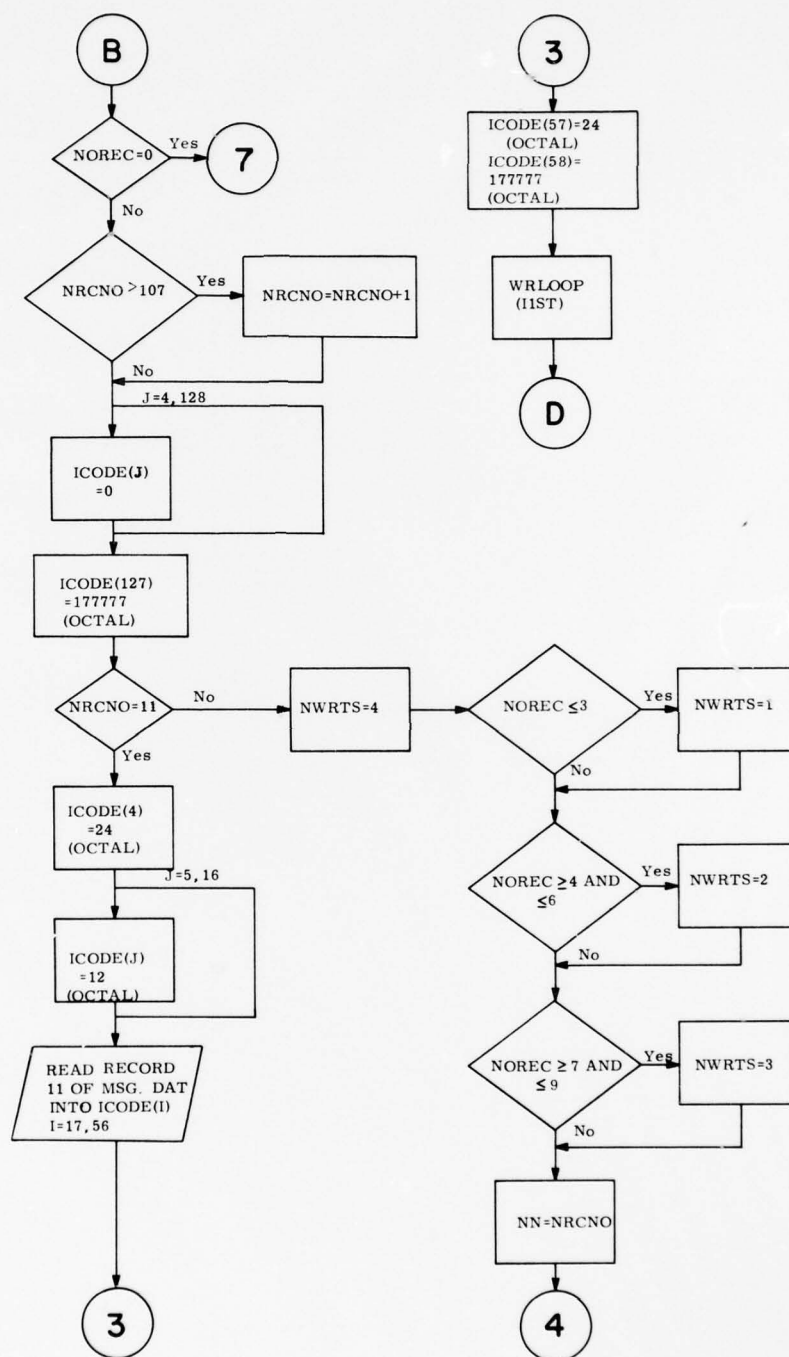 B
NOREC=0
Yes
7
No
NRCNO >107
Yes
NRCNO=NRCNO+1
No
J=4,128
ICODE(J)
=0
ICODE(127)
=177777
(OCTAL)
NRCNO=11
No
Yes
ICODE(4)
=24
(OCTAL)
J=5,16
ICODE(J)
=12
(OCTAL)
READ RECORD
11 OF MSG. DAT
INTO ICODE(I)
I=17,56
3
3
ICODE(57)=24
(OCTAL)
ICODE(58)=
177777
(OCTAL)
WRLOOP
(I1ST)
D
NWRTS=4
NOREC ≤3
Yes
NWRTS=1
No
NOREC ≥4 AND
≤6
Yes
NWRTS=2
No
NOREC ≥7 AND
≤9
Yes
NWRTS=3
No
NN=NRCNO
4